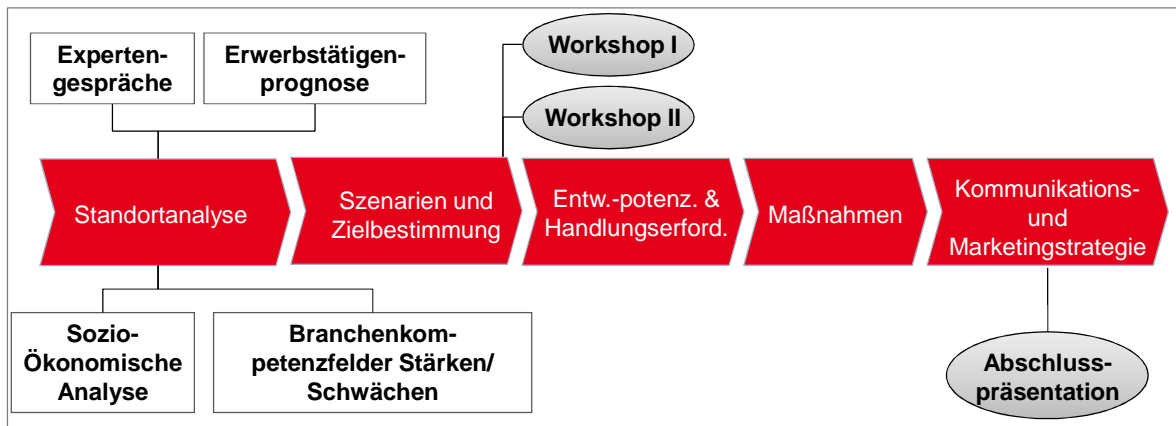 Experten-
gespräche
Erwerbstätigen-
prognose
Workshop I
Workshop II
Standortanalyse
Szenarien und
Zielbestimmung
Entw.-potenz. &
Handlungserford.
Maßnahmen
Kommunikations-
und
Marketingstrategie
Sozio-
Ökonomische
Analyse
Branchenkom-
petenzfelder Stärken/
Schwächen
Abschluss-
präsentation